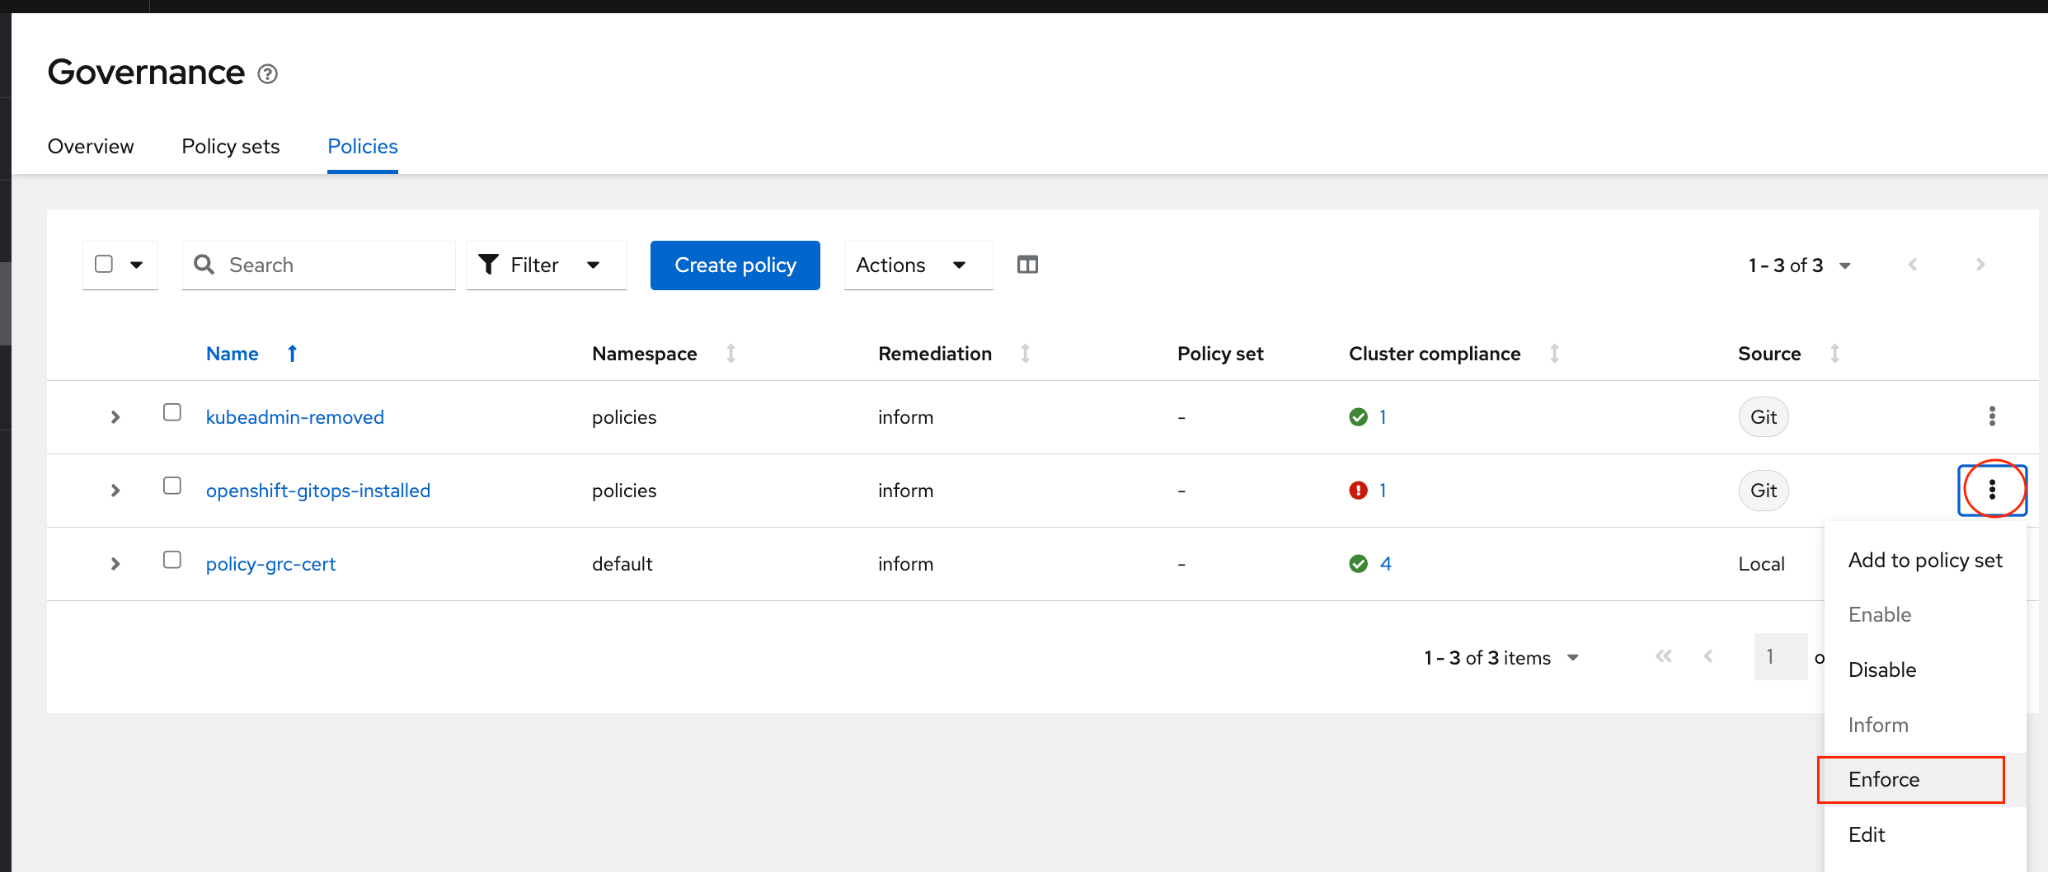 Governance
Overview Policy sets Policies
Search Filter Create policy Actions 1 - 3 of 3
Name Namespace Remediation Policy set Cluster compliance Source
kubeadmin-removed policies inform - 1 Git
openshift-gitops-installed policies inform - 1 Git
policy-grc-cert default inform - 4 Local
Add to policy set
Enable
1 - 3 of 3 items 1 o
Disable
Inform
Enforce
Edit